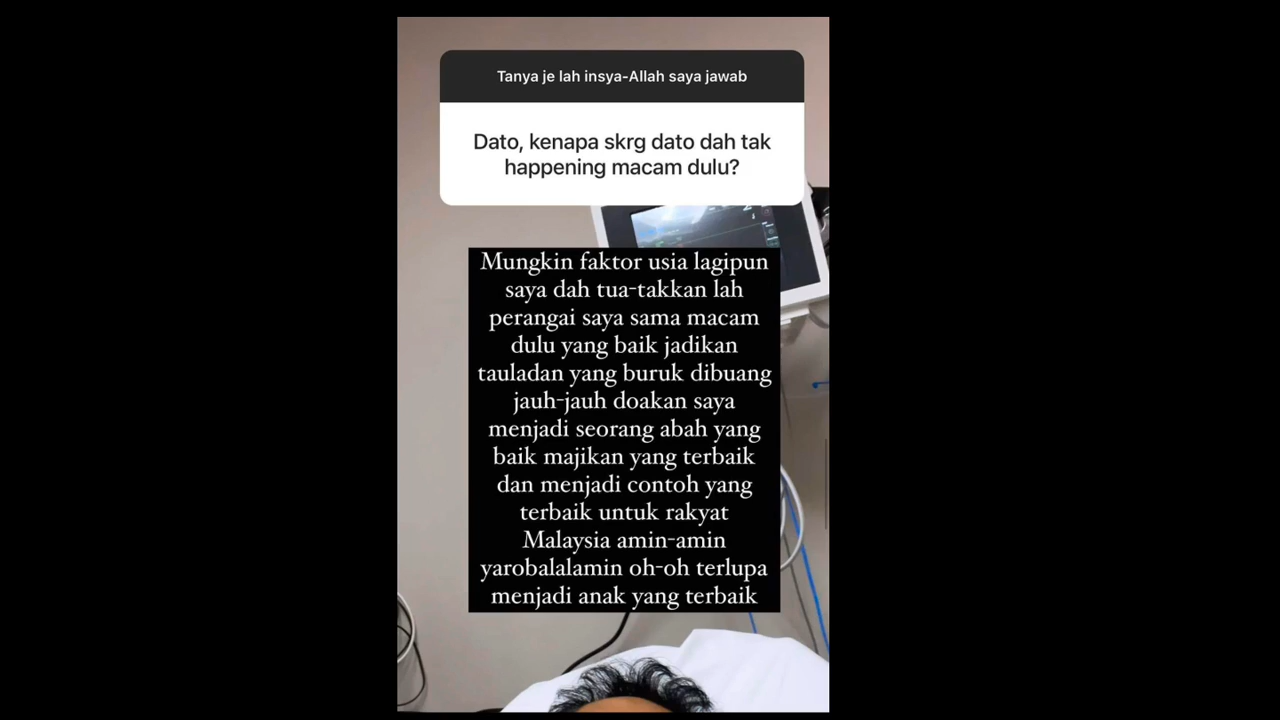 Tanya je lah insya-Allah saya jawab
Dato, kenapa skrg dato dah tak
happening macam dulu?
Mungkin faktor usia lagipun
saya dah tua-takkan lah
perangai saya sama macam
dulu yang baik jadikan
tauladan yang buruk dibuang
jauh-jauh doakan saya
menjadi seorang abah yang
baik majikan yang terbaik
dan menjadi contoh yang
terbaik untuk rakyat
Malaysia amin-amin
yarobalalamin oh-oh terlupa
menjadi anak yang terbaik